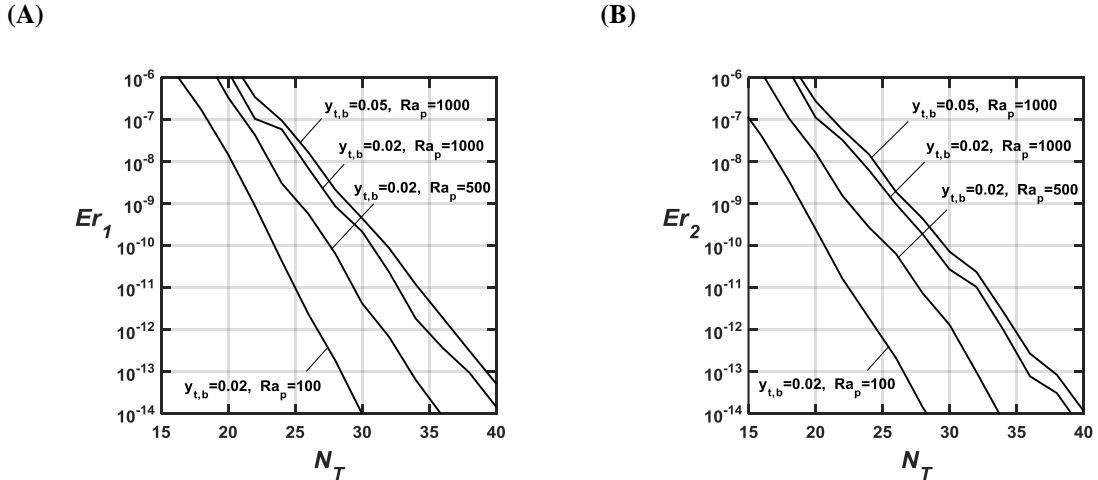 (A)
(B)
10^-6
10^-7
10^-8
10^-9
10^-10
10^-11
10^-12
10^-13
10^-14
Er_1
y_t,b=0.05, Ra_p=1000
y_t,b=0.02, Ra_p=1000
y_t,b=0.02, Ra_p=500
y_t,b=0.02, Ra_p=100
15 20 25 30 35 40
N_T
10^-6
10^-7
10^-8
10^-9
10^-10
10^-11
10^-12
10^-13
10^-14
Er_2
y_t,b=0.05, Ra_p=1000
y_t,b=0.02, Ra_p=1000
y_t,b=0.02, Ra_p=500
y_t,b=0.02, Ra_p=100
15 20 25 30 35 40
N_T